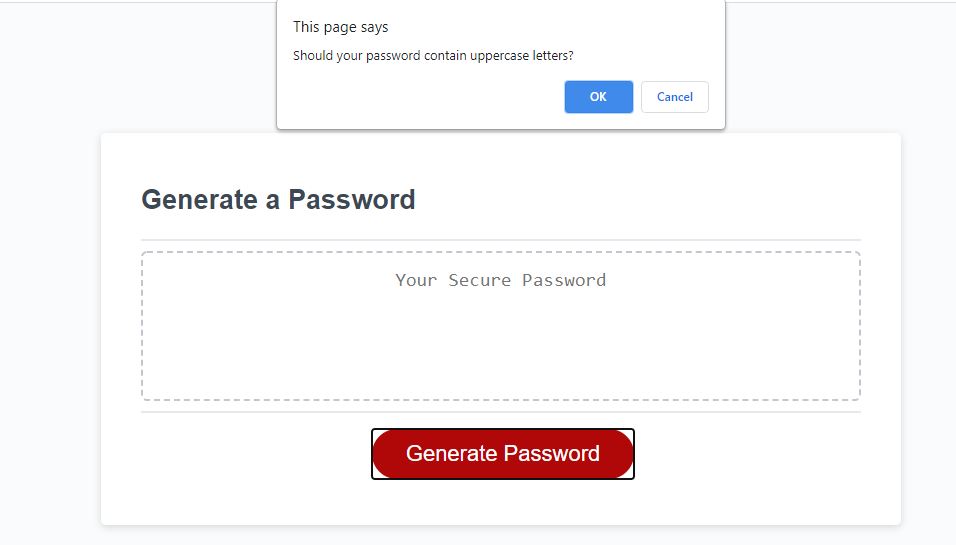 This page says
Should your password contain uppercase letters?
OK
Cancel
Generate a Password
Your Secure Password
Generate Password